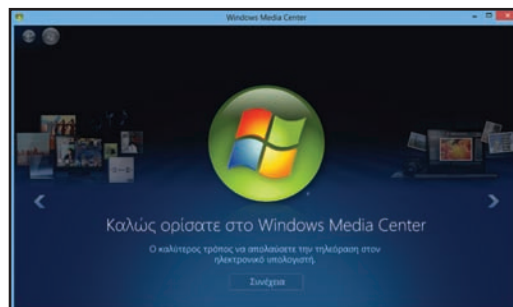 Windows Media Center
Καλώς ορίσατε στο Windows Media Center
Ο καλύτερος τρόπος να απολαύσετε την τηλεόραση στον
ηλεκτρονικό υπολογιστή.
Συνέχεια